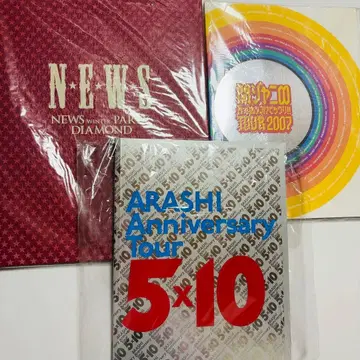 N★E★W★S
NEWS WINTER PARTY
DIAMOND
関ジャニ∞
TOUR 2007
ARASHI
Anniversary
Tour
5×10